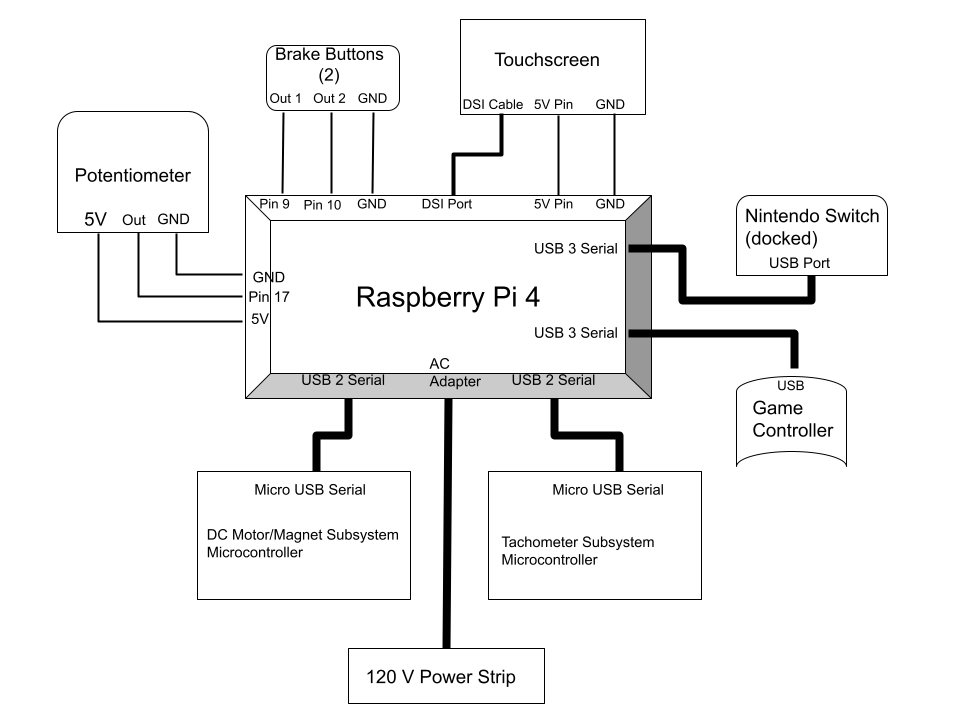 Brake Buttons
(2)
Out 1 Out 2 GND
Touchscreen
DSI Cable 5V Pin GND
Potentiometer
5V Out GND
Pin 9 Pin 10 GND DSI Port 5V Pin GND
Nintendo Switch
(docked)
USB Port
USB 3 Serial
GND
Pin 17
5V
Raspberry Pi 4
USB 3 Serial
AC
Adapter
USB 2 Serial USB 2 Serial
USB
Game
Controller
Micro USB Serial
DC Motor/Magnet Subsystem
Microcontroller
Micro USB Serial
Tachometer Subsystem
Microcontroller
120 V Power Strip